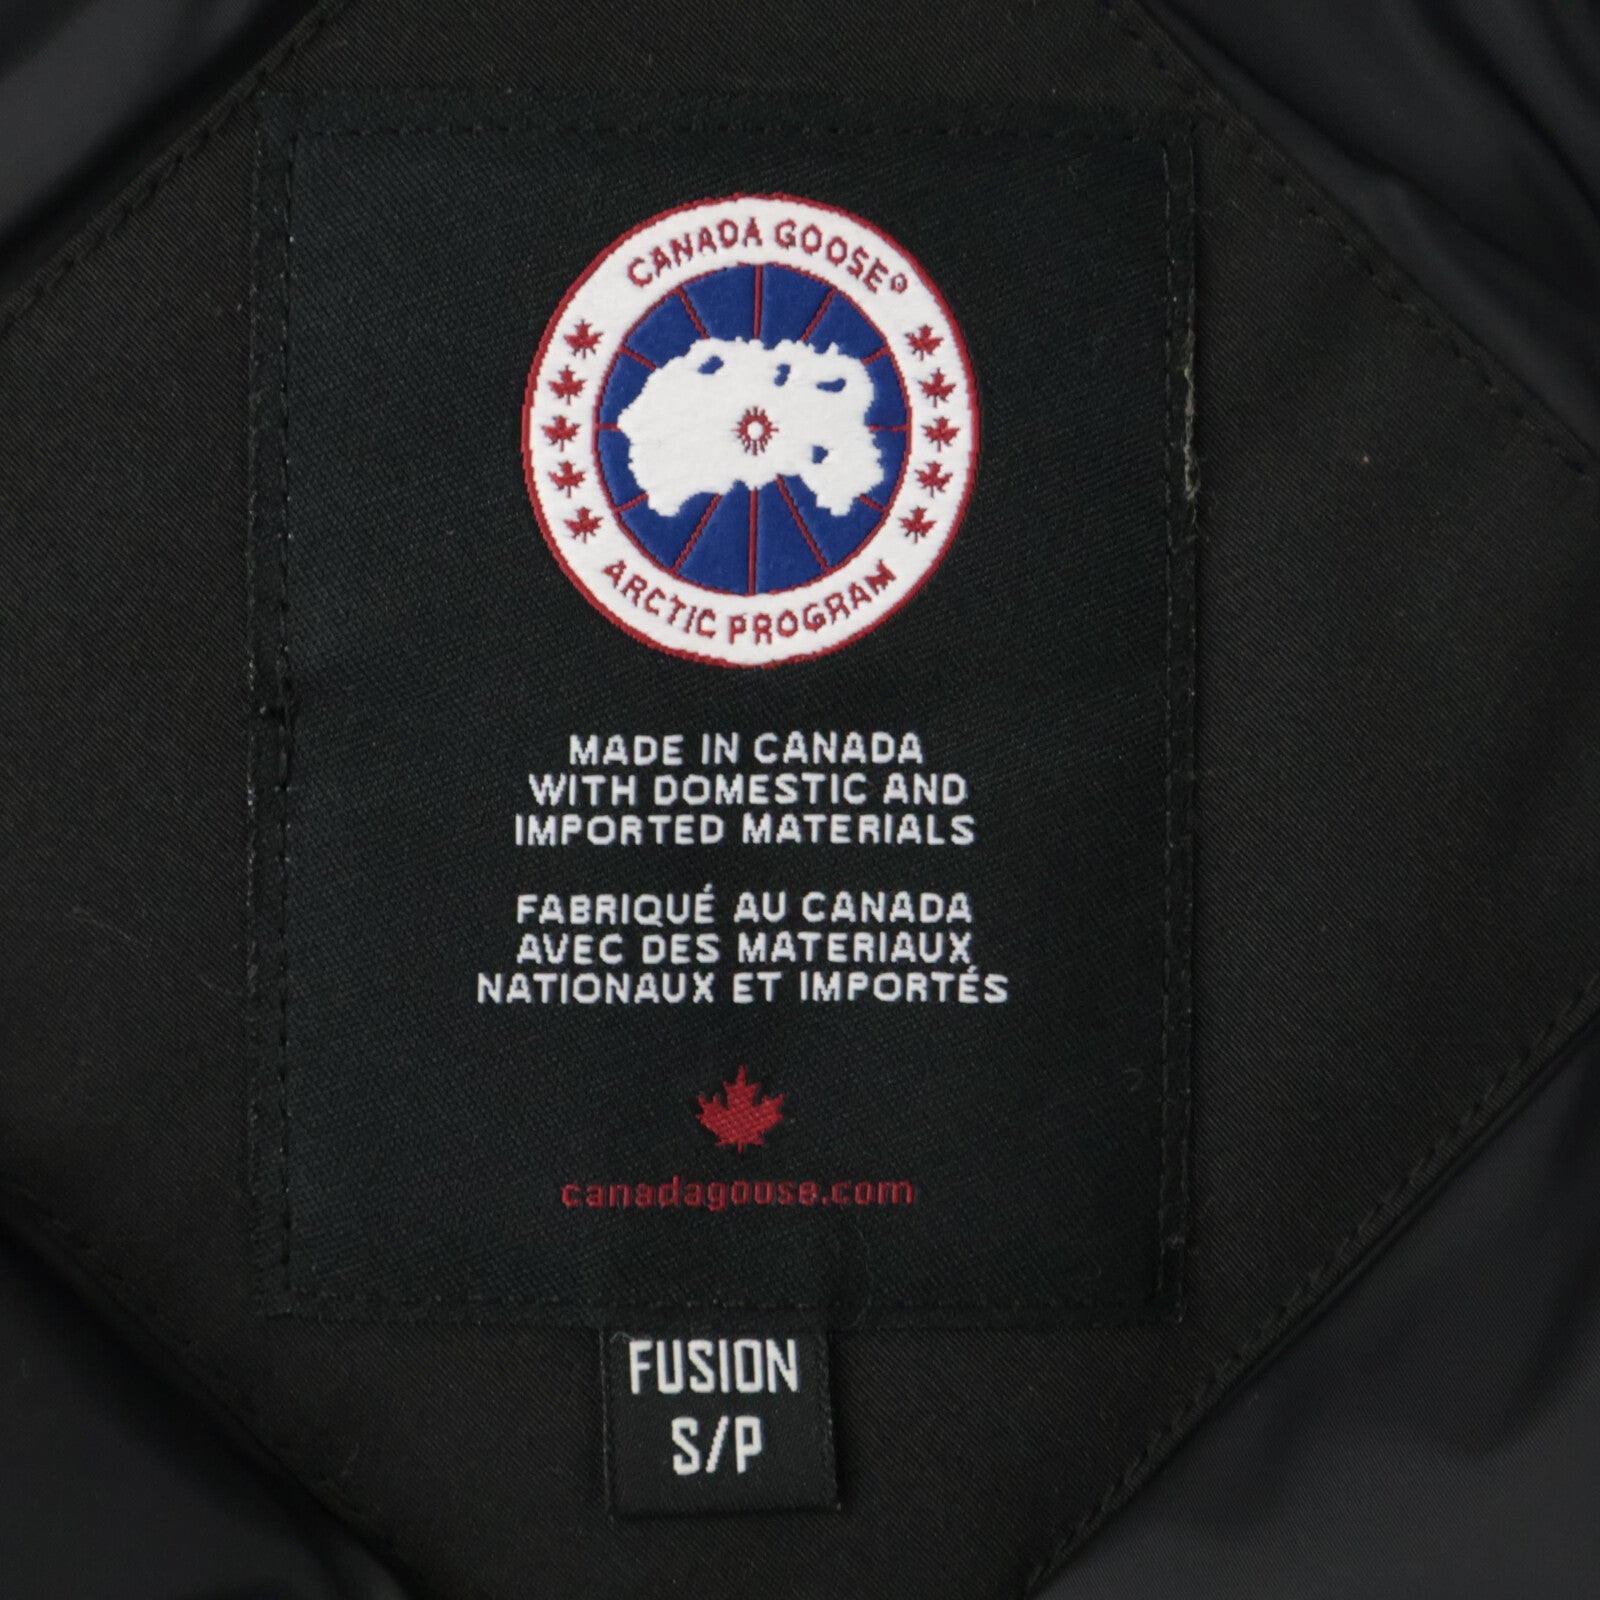 CANADA GOOSE®
ARCTIC PROGRAM
MADE IN CANADA
WITH DOMESTIC AND
IMPORTED MATERIALS
FABRIQUÉ AU CANADA
AVEC DES MATERIAUX
NATIONAUX ET IMPORTÉS
canadagouse.com
FUSION
S/P